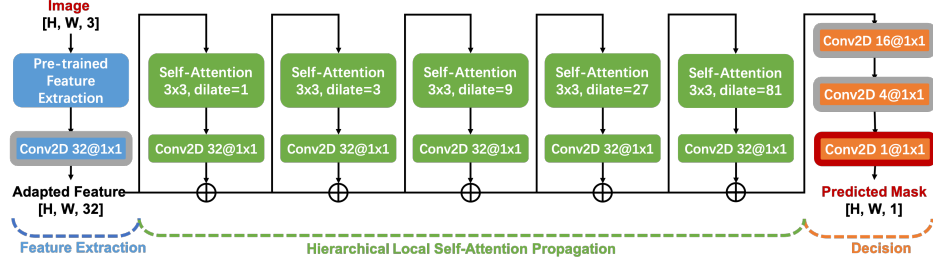 Image
[H, W, 3]
Pre-trained
Feature
Extraction
Conv2D 32@1x1
Adapted Feature
[H, W, 32]
Feature Extraction
Self-Attention
3x3, dilate=1
Conv2D 32@1x1
Self-Attention
3x3, dilate=3
Conv2D 32@1x1
Self-Attention
3x3, dilate=9
Conv2D 32@1x1
Self-Attention
3x3, dilate=27
Conv2D 32@1x1
Self-Attention
3x3, dilate=81
Conv2D 32@1x1
Hierarchical Local Self-Attention Propagation
Conv2D 16@1x1
Conv2D 4@1x1
Conv2D 1@1x1
Predicted Mask
[H, W, 1]
Decision